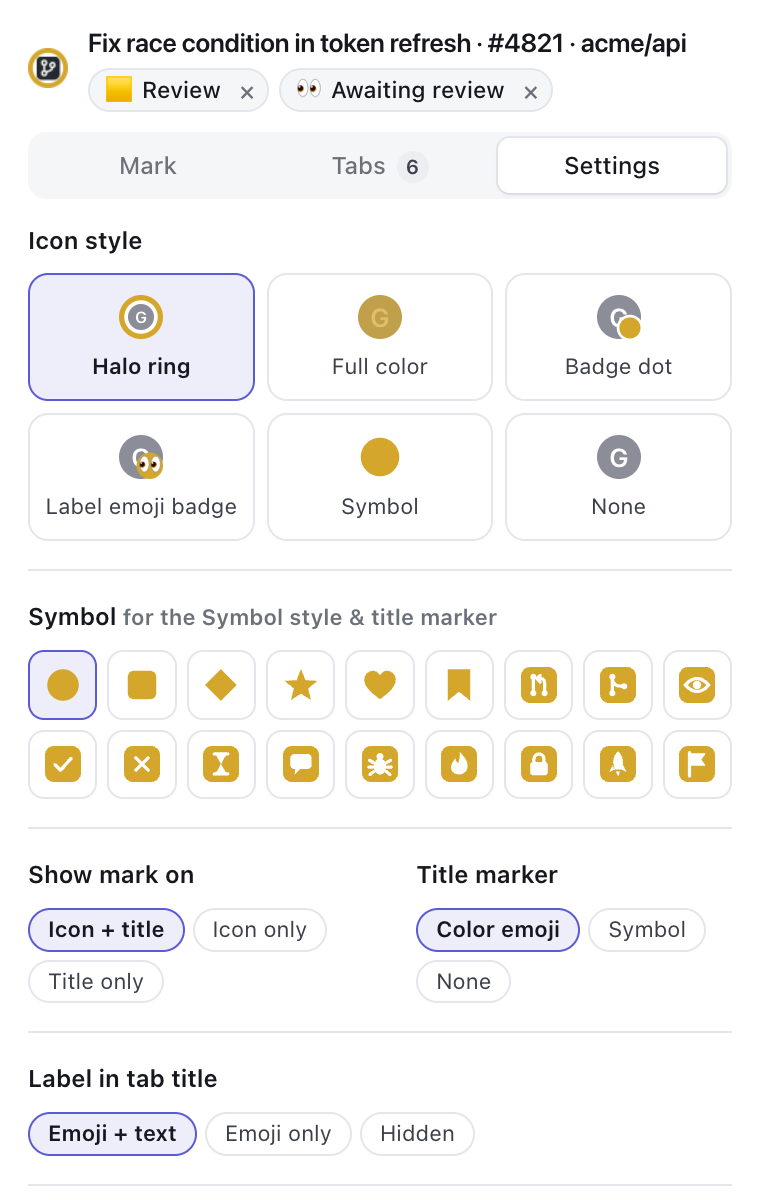 Fix race condition in token refresh · #4821 · acme/api
Review ×
👀 Awaiting review ×
Mark
Tabs 6
Settings
Icon style
G
Halo ring
G
Full color
G
Badge dot
G
Label emoji badge
Symbol
G
None
Symbol for the Symbol style & title marker
Show mark on
Icon + title
Icon only
Title only
Title marker
Color emoji
Symbol
None
Label in tab title
Emoji + text
Emoji only
Hidden